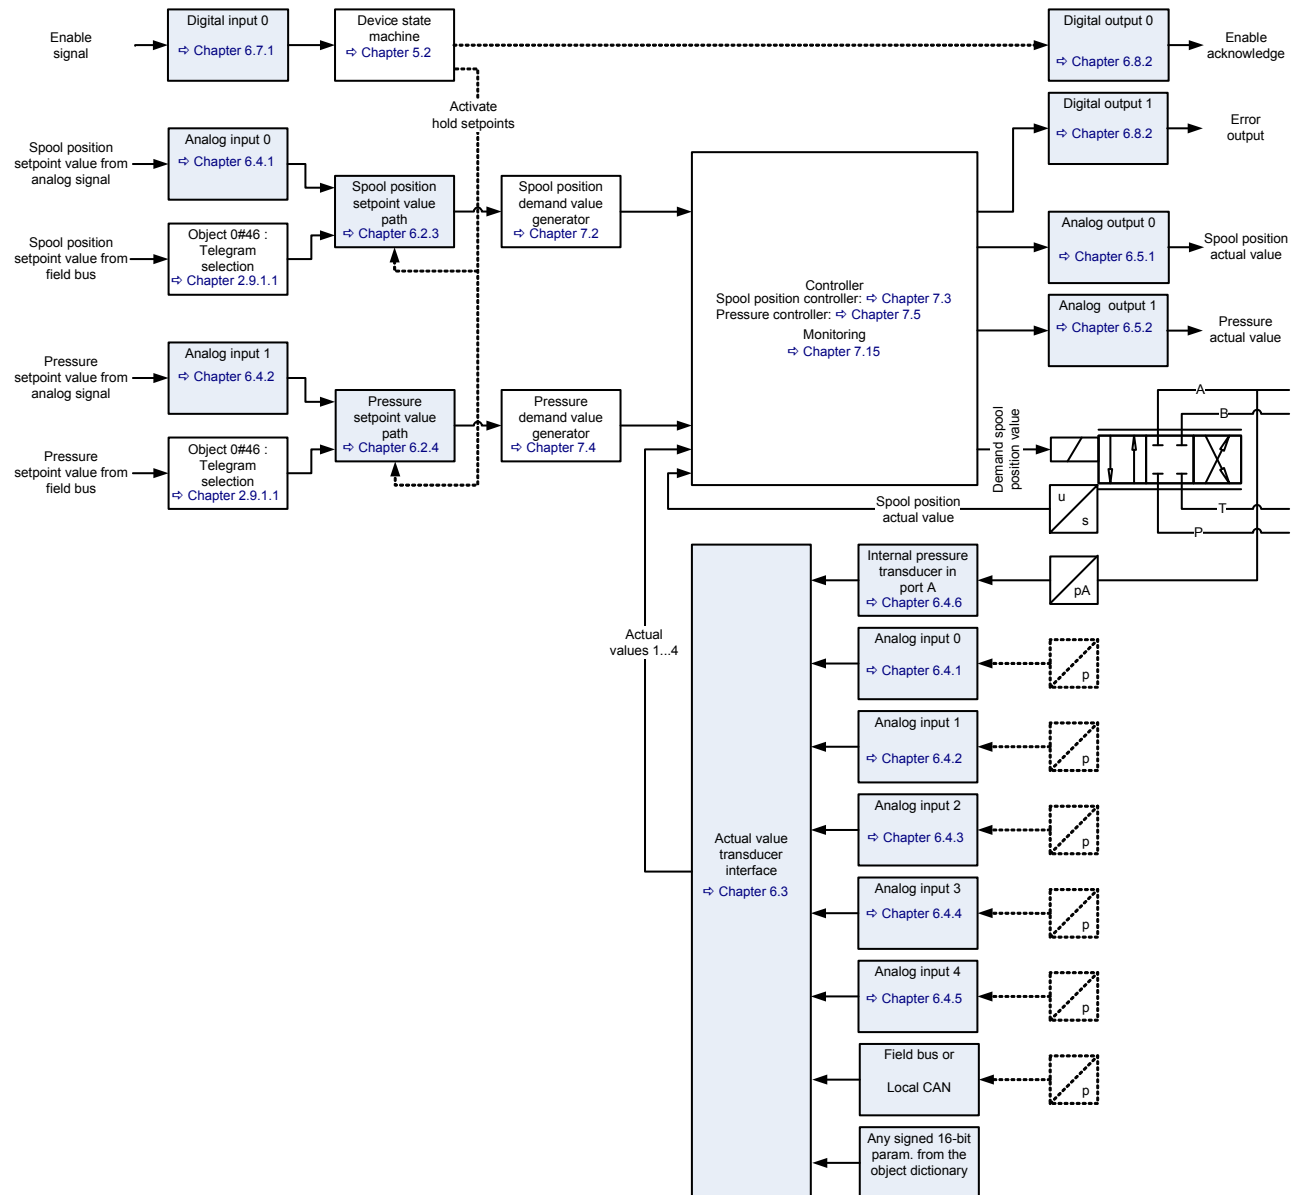 Enable
signal
Digital input 0
⇨ Chapter 6.7.1
Device state
machine
⇨ Chapter 5.2
Digital output 0
⇨ Chapter 6.8.2
Enable
acknowledge
Activate
hold setpoints
Digital output 1
⇨ Chapter 6.8.2
Error
output
Spool position
setpoint value from
analog signal
Analog input 0
⇨ Chapter 6.4.1
Spool position
setpoint value
path
⇨ Chapter 6.2.3
Spool position
demand value
generator
⇨ Chapter 7.2
Spool position
setpoint value from
field bus
Object 0#46 :
Telegram
selection
⇨ Chapter 2.9.1.1
Analog output 0
⇨ Chapter 6.5.1
Spool position
actual value
Controller
Spool position controller: ⇨ Chapter 7.3
Pressure controller: ⇨ Chapter 7.5
Monitoring
⇨ Chapter 7.15
Analog output 1
⇨ Chapter 6.5.2
Pressure
actual value
Pressure
setpoint value from
analog signal
Analog input 1
⇨ Chapter 6.4.2
Pressure
setpoint value
path
⇨ Chapter 6.2.4
Pressure
demand value
generator
⇨ Chapter 7.4
Pressure
setpoint value from
field bus
Object 0#46 :
Telegram
selection
⇨ Chapter 2.9.1.1
Demand spool
position value
A
B
T
P
u
s
Spool position
actual value
Internal pressure
transducer in
port A
⇨ Chapter 6.4.6
pA
Actual
values 1...4
Analog input 0
⇨ Chapter 6.4.1
p
Analog input 1
⇨ Chapter 6.4.2
p
Analog input 2
⇨ Chapter 6.4.3
p
Actual value
transducer
interface
⇨ Chapter 6.3
Analog input 3
⇨ Chapter 6.4.4
p
Analog input 4
⇨ Chapter 6.4.5
p
Field bus or
Local CAN
p
Any signed 16-bit
param. from the
object dictionary